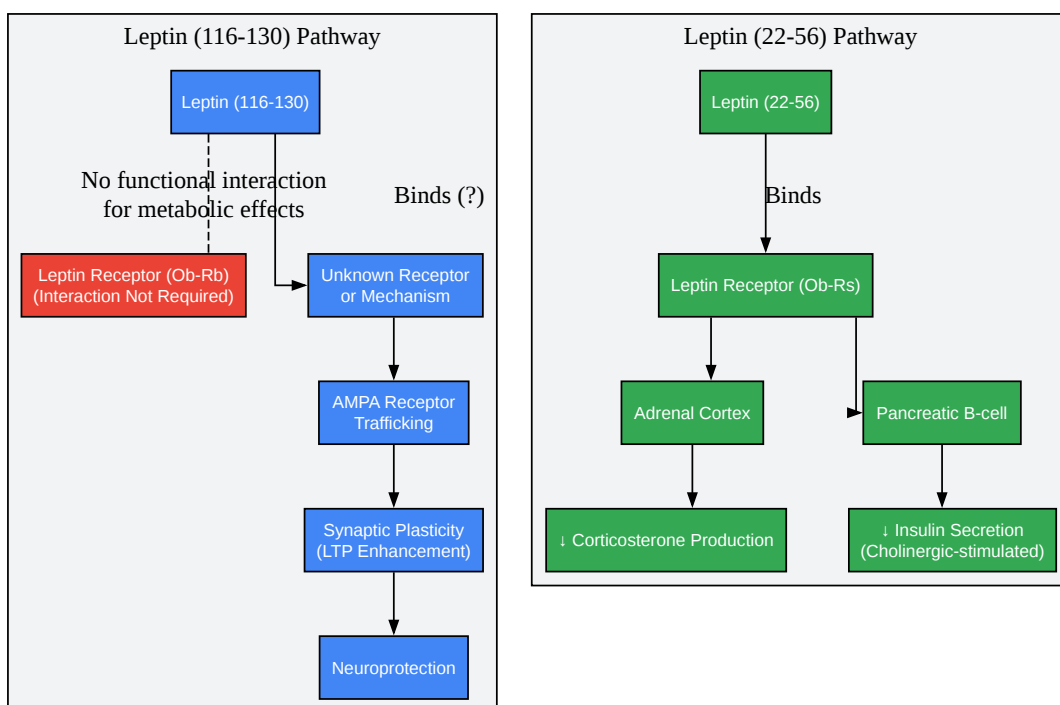 Leptin (116-130) Pathway
Leptin (116-130)
No functional interaction
for metabolic effects
Binds (?)
Leptin Receptor (Ob-Rb)
(Interaction Not Required)
Unknown Receptor
or Mechanism
AMPA Receptor
Trafficking
Synaptic Plasticity
(LTP Enhancement)
Neuroprotection
Leptin (22-56) Pathway
Leptin (22-56)
Binds
Leptin Receptor (Ob-Rs)
Adrenal Cortex
Pancreatic B-cell
↓ Corticosterone Production
↓ Insulin Secretion
(Cholinergic-stimulated)